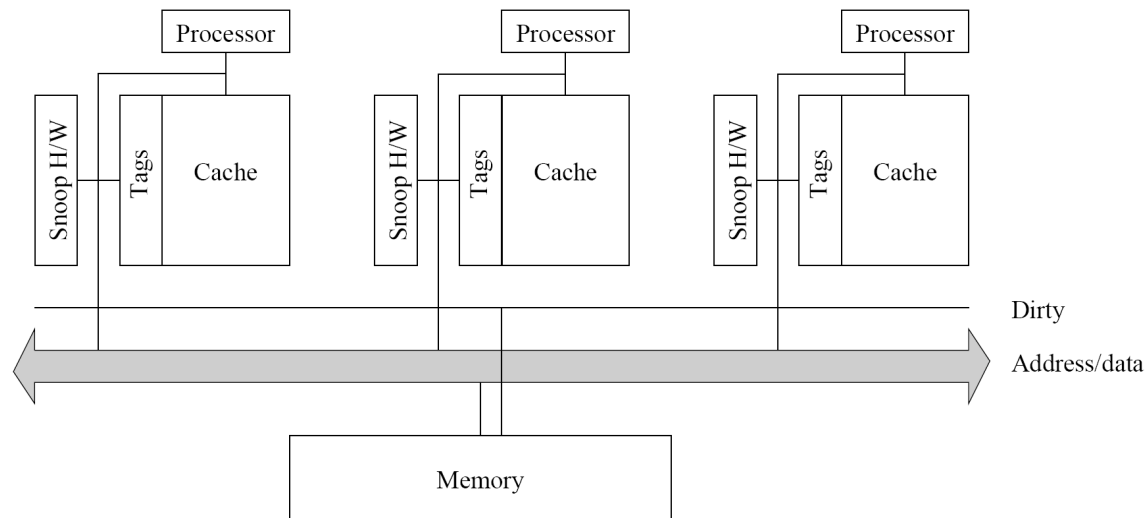 Processor
Processor
Processor
Snoop H/W
Tags
Cache
Snoop H/W
Tags
Cache
Snoop H/W
Tags
Cache
Dirty
Address/data
Memory